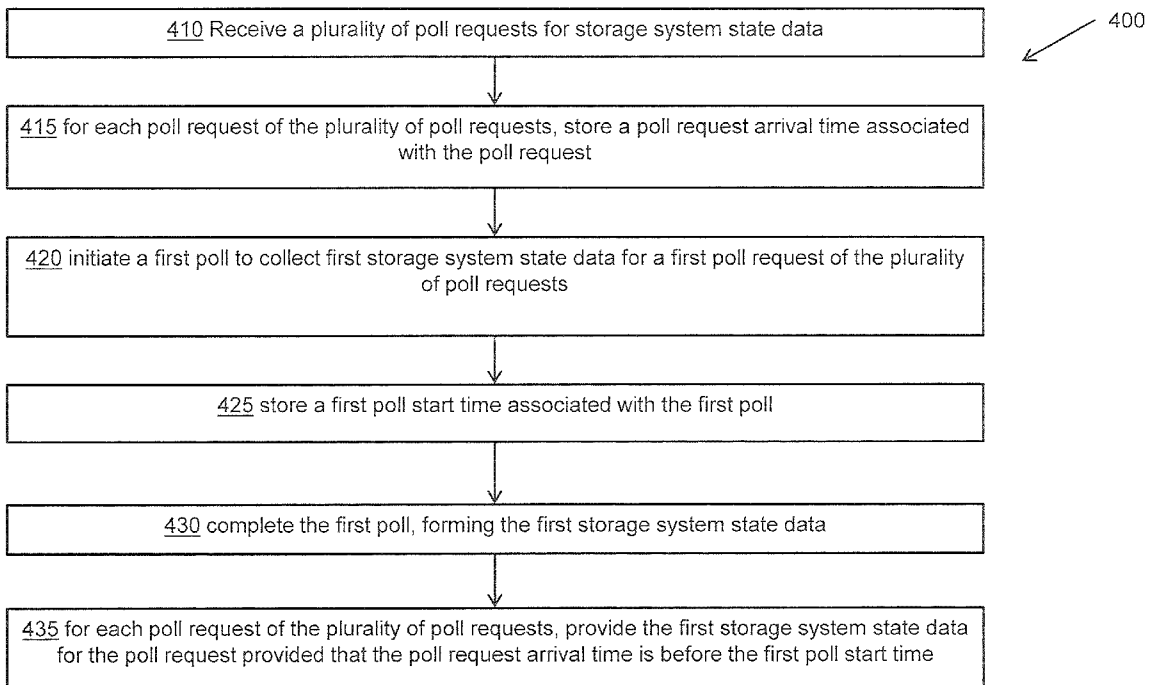 410 Receive a plurality of poll requests for storage system state data
400
415 for each poll request of the plurality of poll requests, store a poll request arrival time associated
with the poll request
420 initiate a first poll to collect first storage system state data for a first poll request of the plurality
of poll requests
425 store a first poll start time associated with the first poll
430 complete the first poll, forming the first storage system state data
435 for each poll request of the plurality of poll requests, provide the first storage system state data
for the poll request provided that the poll request arrival time is before the first poll start time